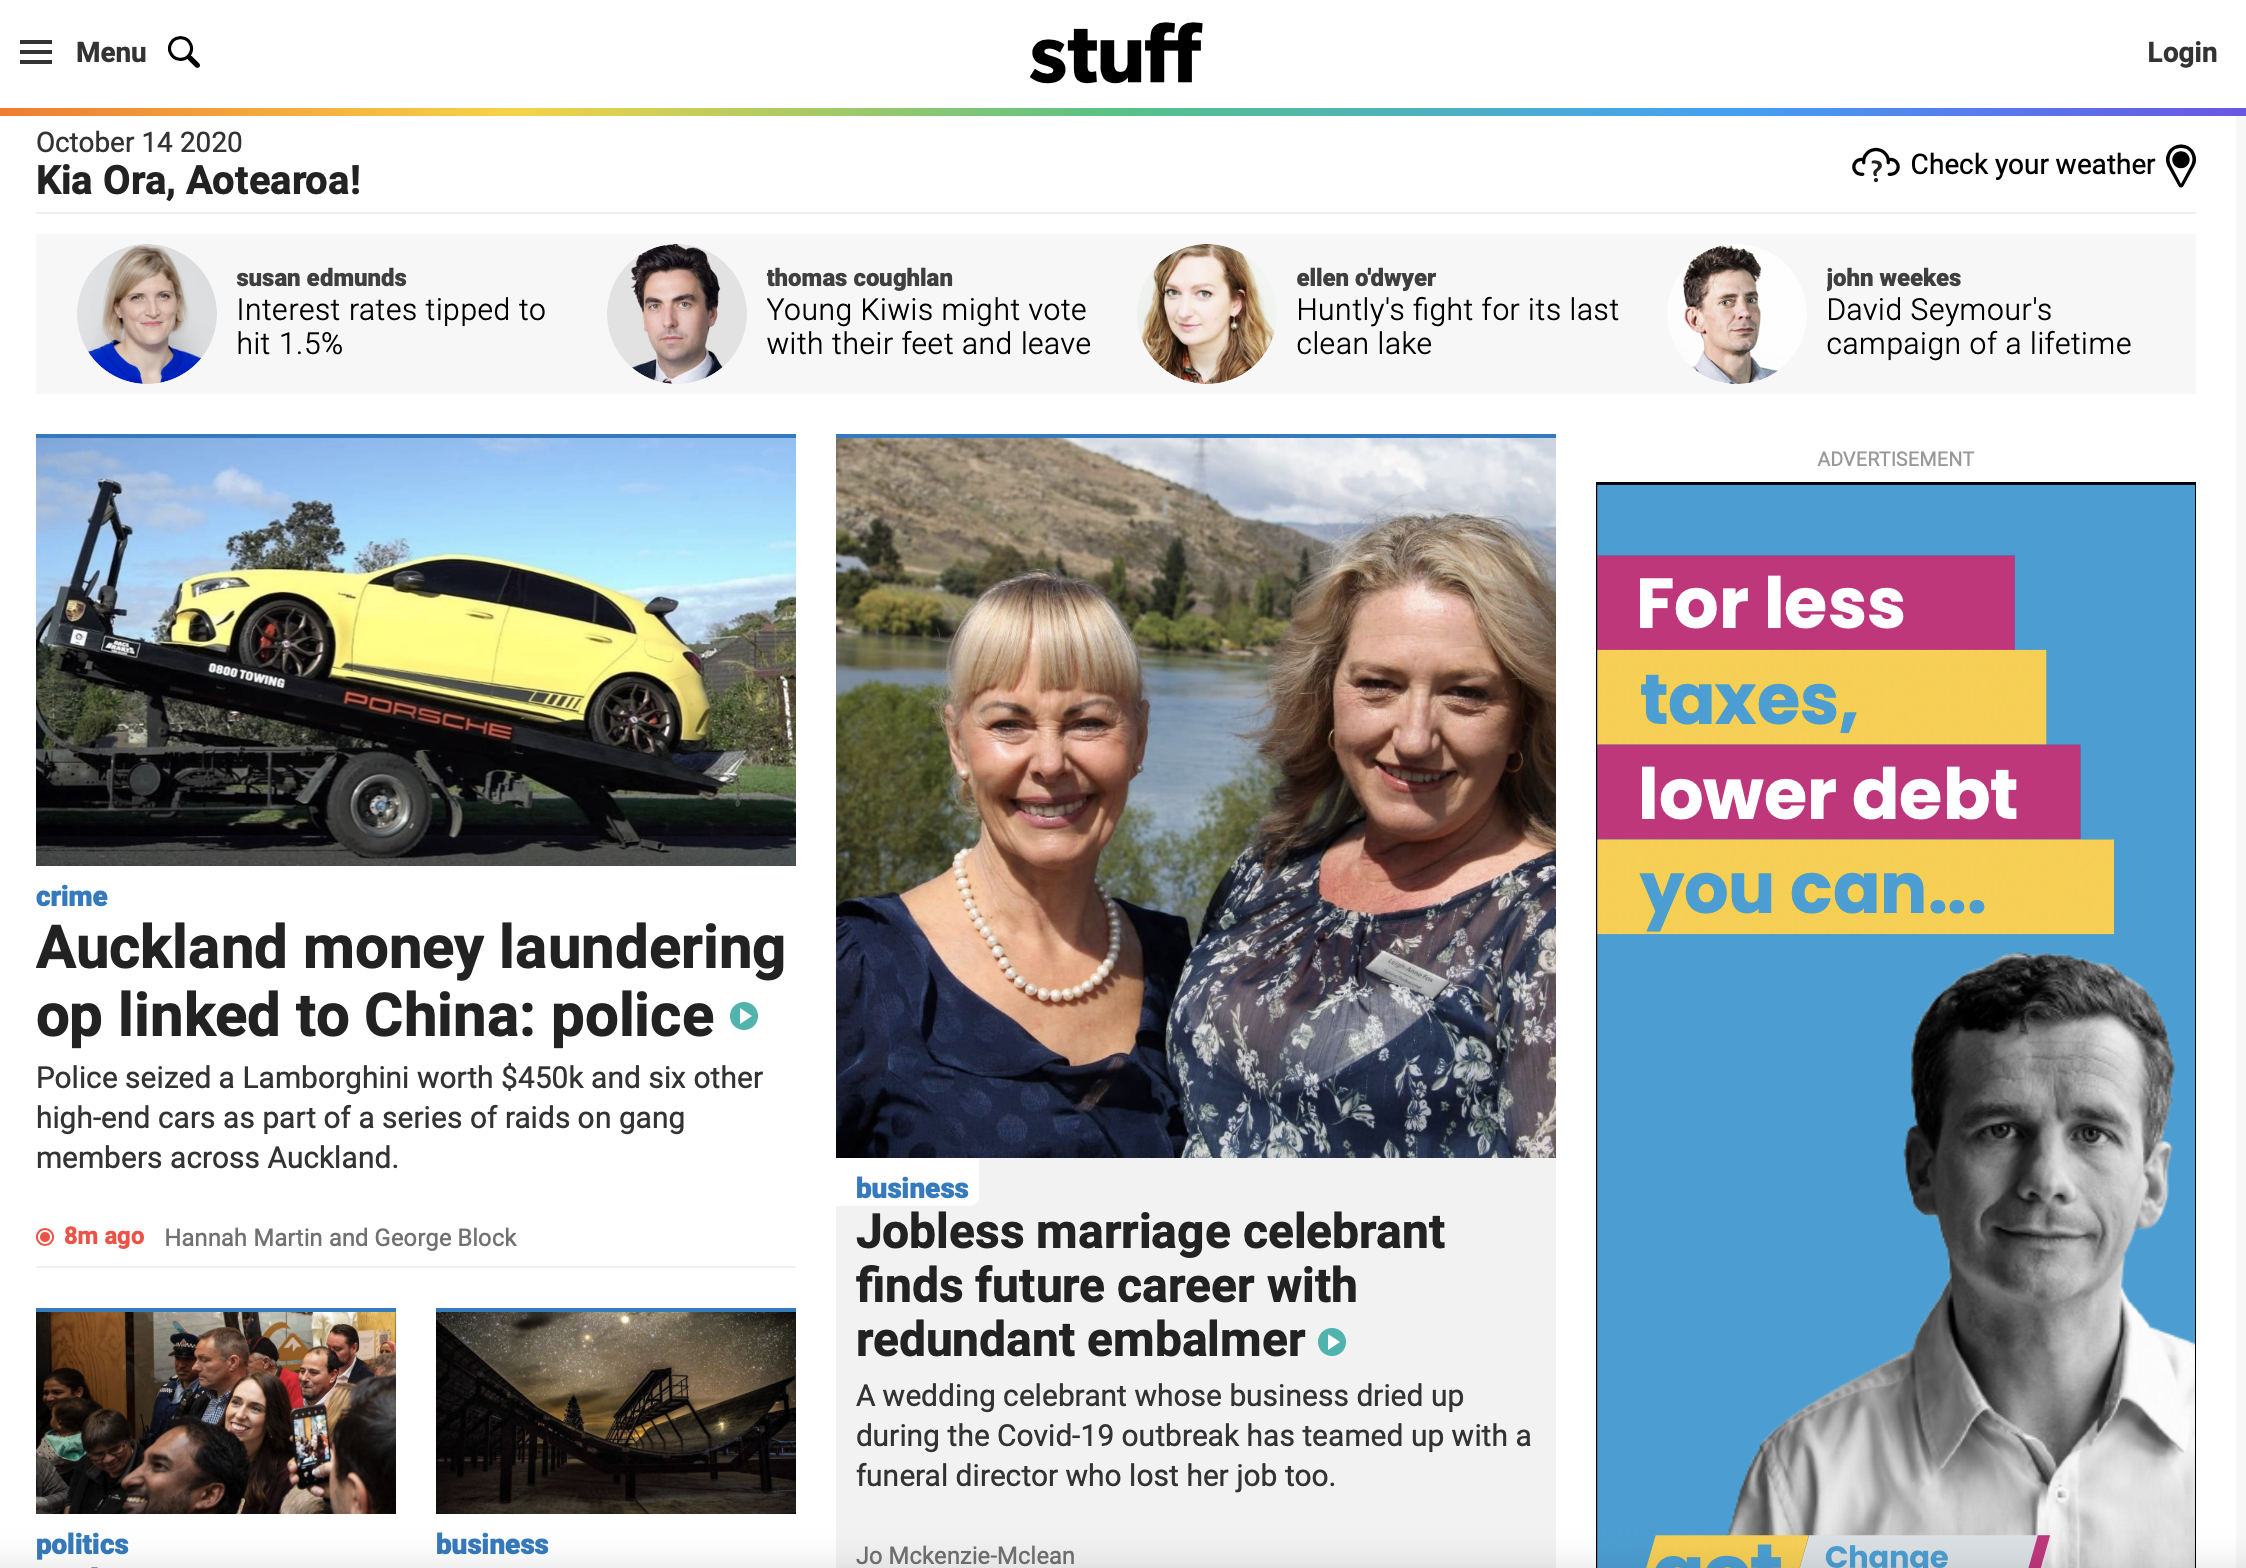 Menu
stuff
Login
October 14 2020
Kia Ora, Aotearoa!
Check your weather
susan edmunds
Interest rates tipped to
hit 1.5%
thomas coughlan
Young Kiwis might vote
with their feet and leave
ellen o'dwyer
Huntly's fight for its last
clean lake
john weekes
David Seymour's
campaign of a lifetime
0800 TOWING
PORSCHE
crime
Auckland money laundering
op linked to China: police
Police seized a Lamborghini worth $450k and six other
high-end cars as part of a series of raids on gang
members across Auckland.
8m ago Hannah Martin and George Block
politics
business
business
Jobless marriage celebrant
finds future career with
redundant embalmer
A wedding celebrant whose business dried up
during the Covid-19 outbreak has teamed up with a
funeral director who lost her job too.
Jo Mckenzie-Mclean
ADVERTISEMENT
For less
taxes,
lower debt
you can...
act Change